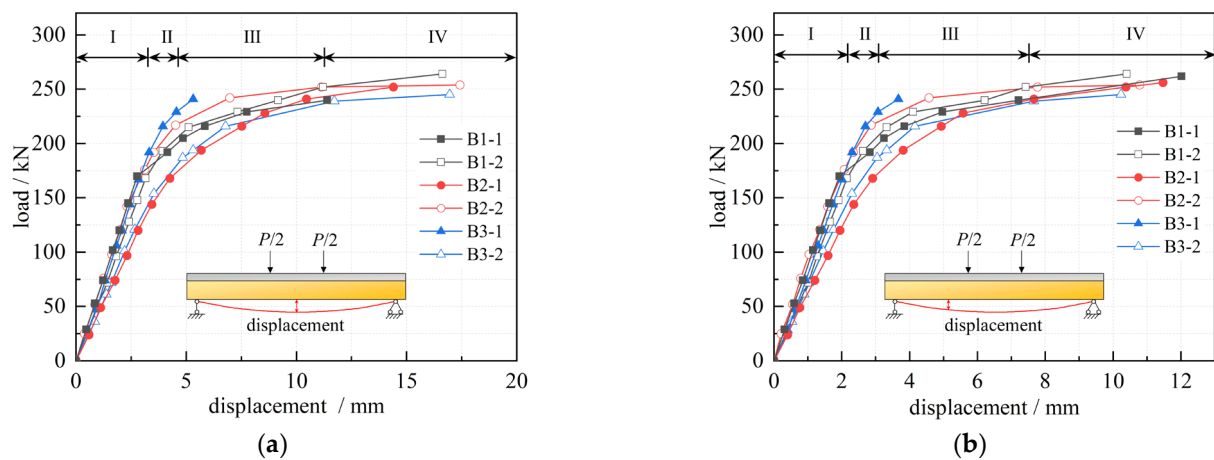 300
250
200
150
100
50
0
load / kN
I II III IV
B1-1
B1-2
B2-1
B2-2
B3-1
B3-2
P/2 P/2
displacement
0 5 10 15 20
displacement / mm
(a)
300
250
200
150
100
50
0
load / kN
I II III IV
B1-1
B1-2
B2-1
B2-2
B3-1
B3-2
P/2 P/2
displacement
0 2 4 6 8 10 12
displacement / mm
(b)